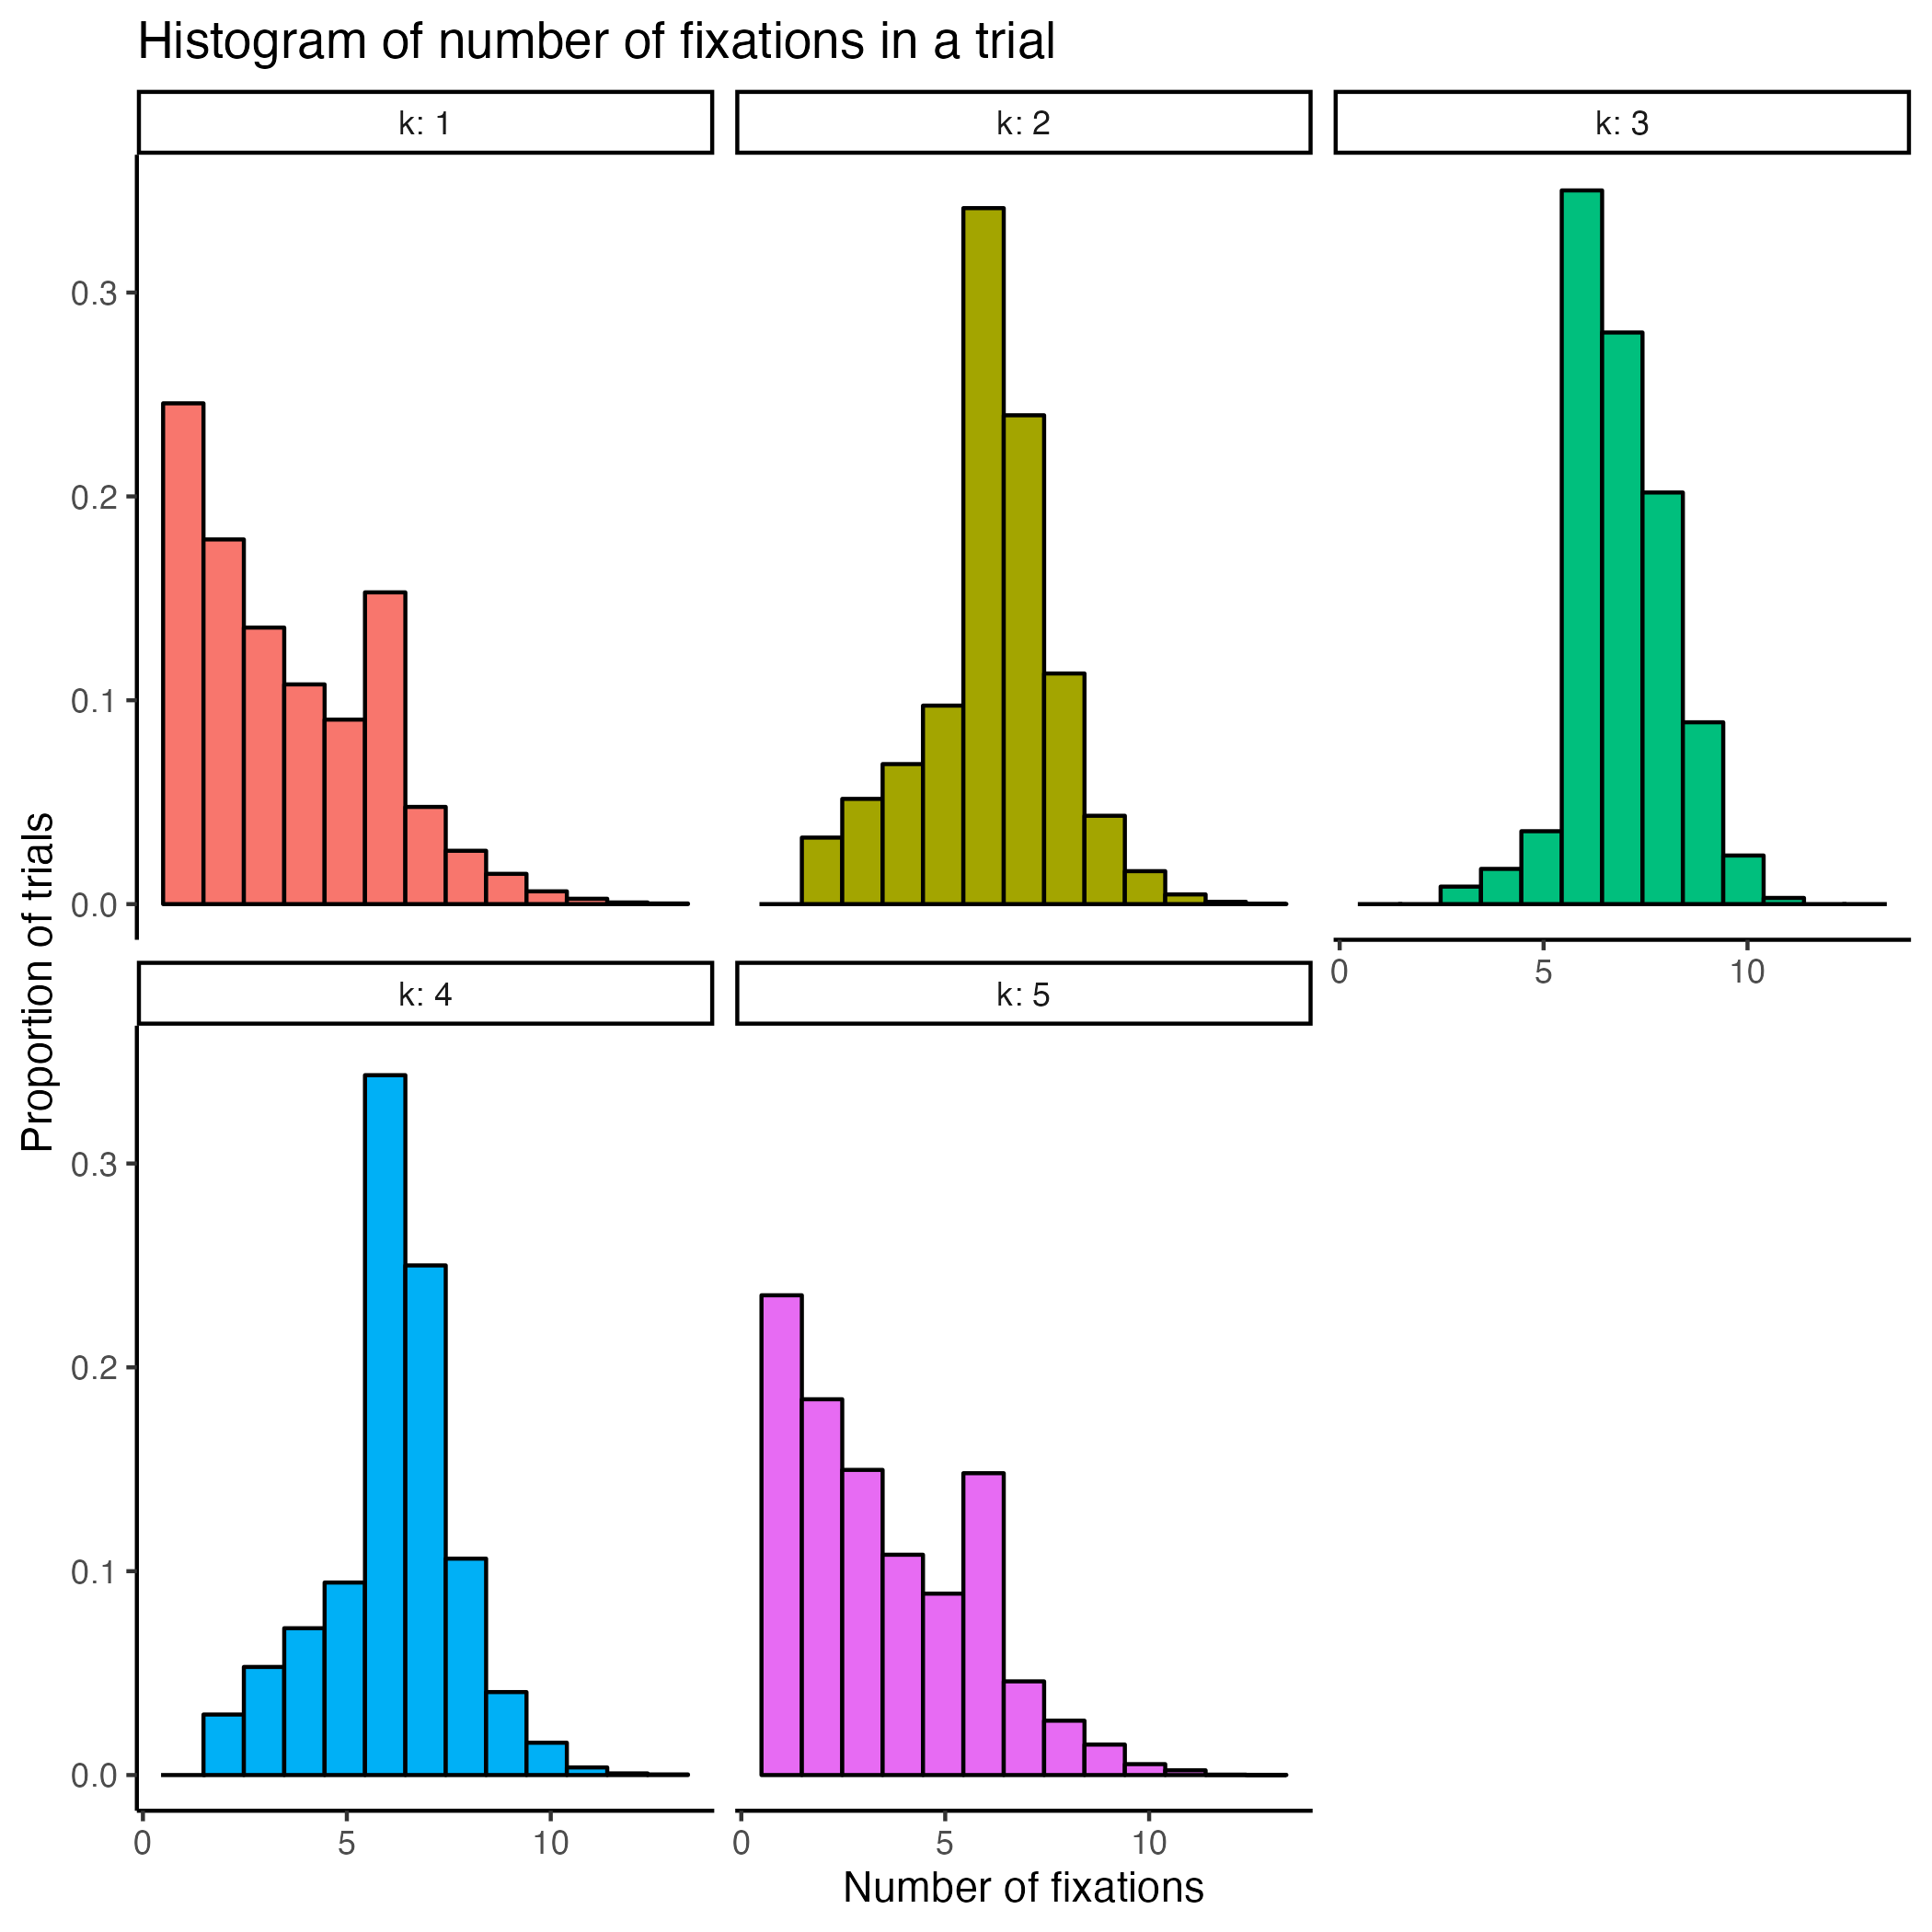 Histogram of number of fixations in a trial
k: 1
k: 2
k: 3
0.3
0.2
0.1
0.0
0 5 10
k: 4
k: 5
0.3
0.2
0.1
0.0
0 5 10
0 5 10
Number of fixations
Proportion of trials